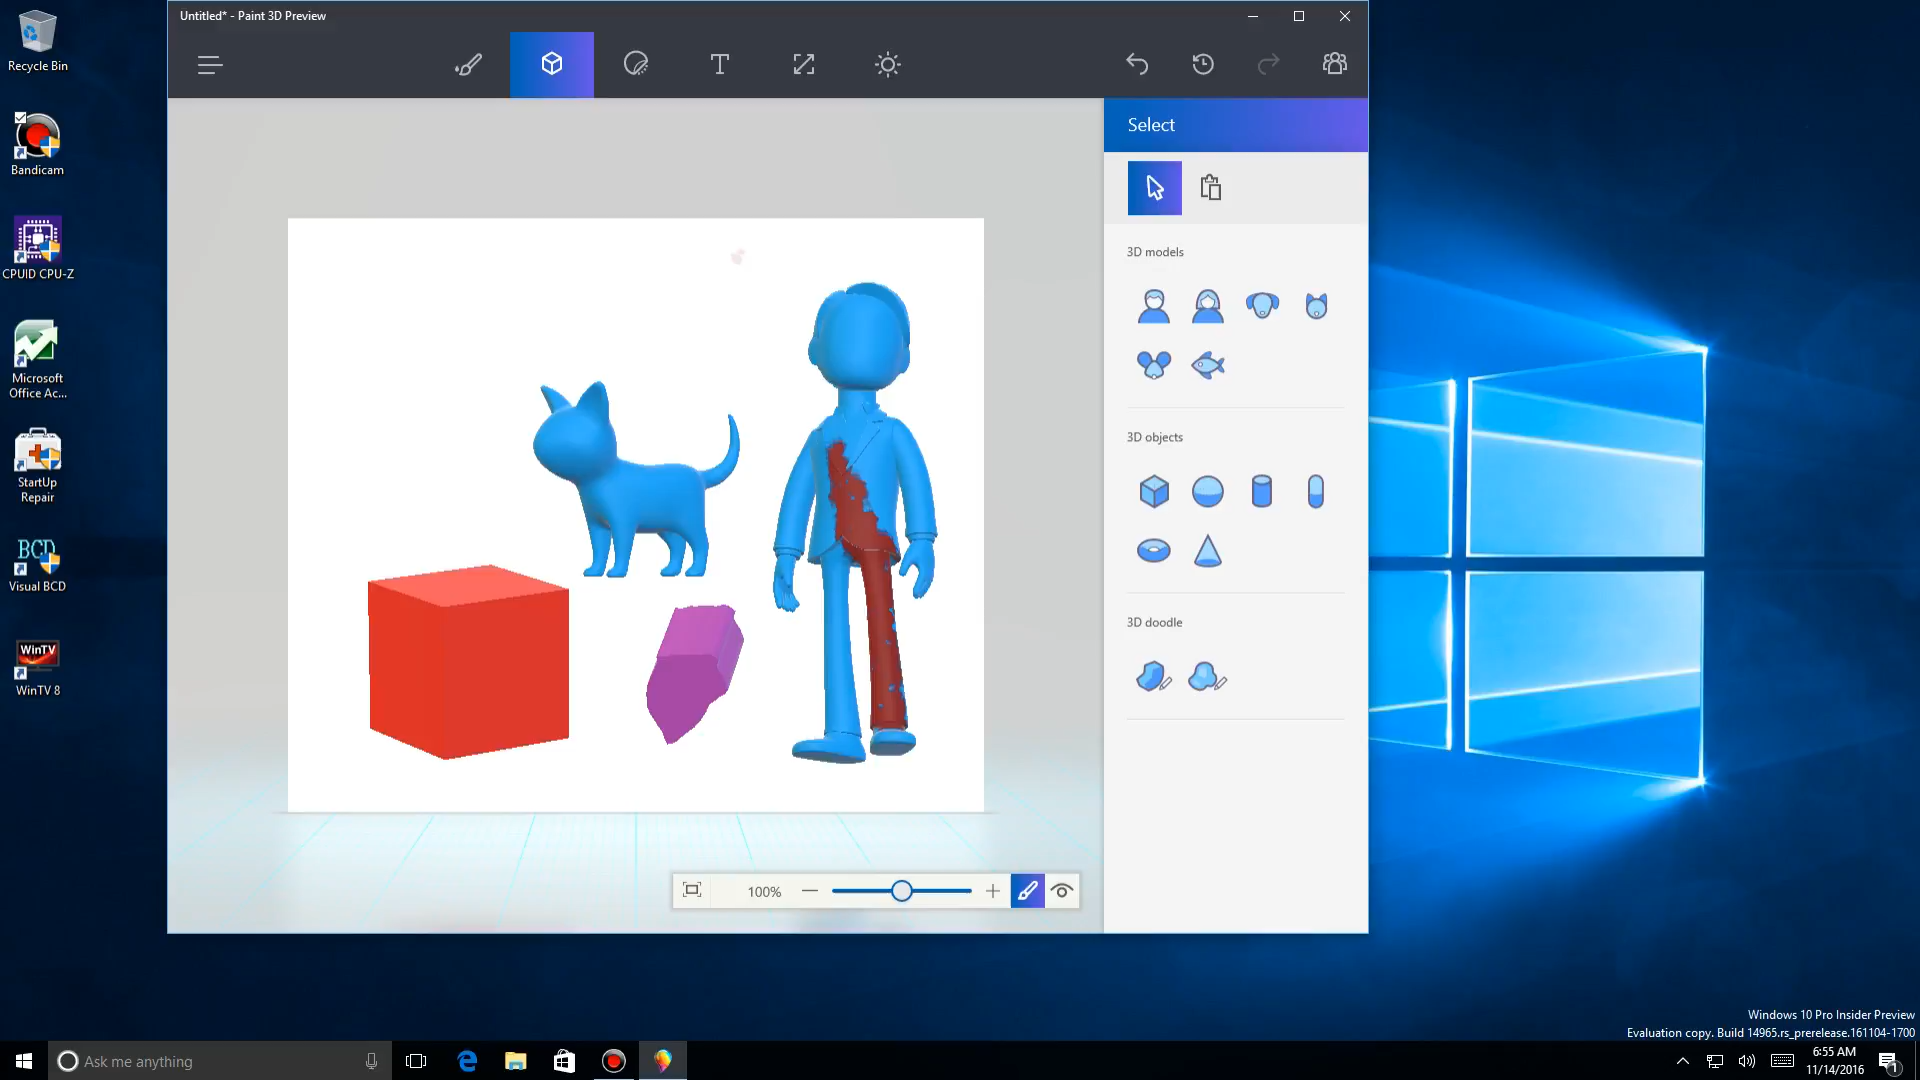 Untitled* - Paint 3D Preview
Recycle Bin
Bandicam
CPUID CPU-Z
Microsoft
Office Ac...
StartUp
Repair
BCD
Visual BCD
WinTV
WinTV 8
T
Select
3D models
3D objects
3D doodle
100%
Windows 10 Pro Insider Preview
Evaluation copy. Build 14965.rs_prerelease.161104-1700
Ask me anything
6:55 AM
11/14/2016
1